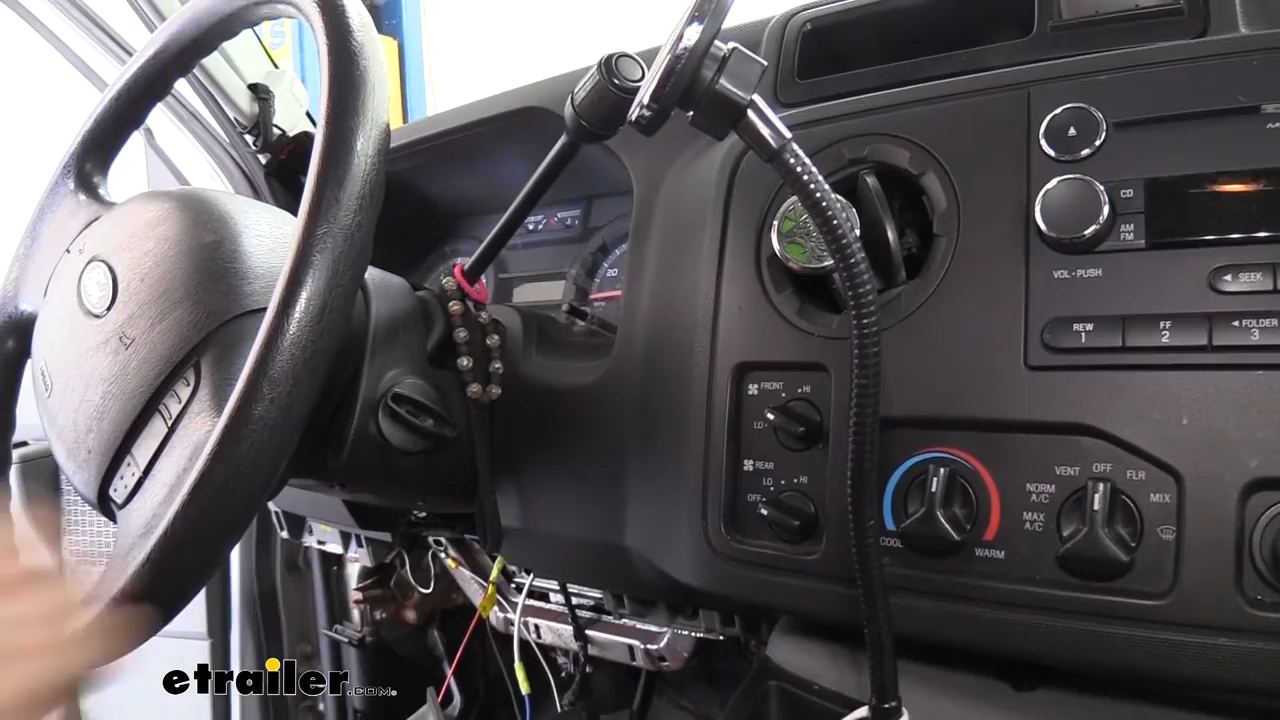 20
CD
AM
FM
VOL-PUSH
◄ SEEK
REW
1
FF
2
◄ FOLDER
3
FRONT
HI
LO
REAR
LO
HI
OFF
COOL
WARM
VENT
OFF
FLR
NORM
A/C
MIX
MAX
A/C
etrailer.com®